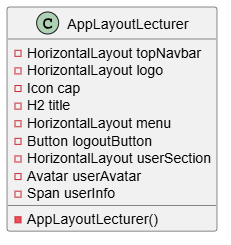 C AppLayoutLecturer
HorizontalLayout topNavbar
HorizontalLayout logo
Icon cap
H2 title
HorizontalLayout menu
Button logoutButton
HorizontalLayout userSection
Avatar userAvatar
Span userInfo
AppLayoutLecturer()